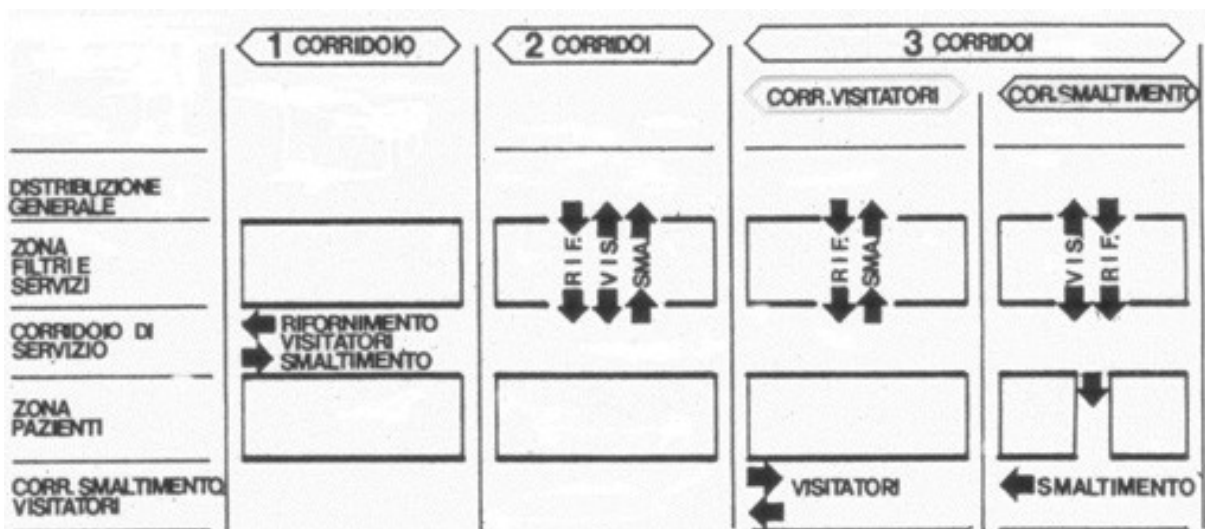 1 CORRIDOIO
2 CORRIDOI
3 CORRIDOI
CORR.VISITATORI
COR.SMALTIMENTO
DISTRIBUZIONE
GENERALE
ZONA
FILTRI E
SERVIZI
RIF.
VIS.
SMA.
RIF.
SMA.
VIS.
RIF.
CORRIDOIO DI
SERVIZIO
RIFORNIMENTO
VISITATORI
SMALTIMENTO
ZONA
PAZIENTI
CORR. SMALTIMENTO
VISITATORI
VISITATORI
SMALTIMENTO